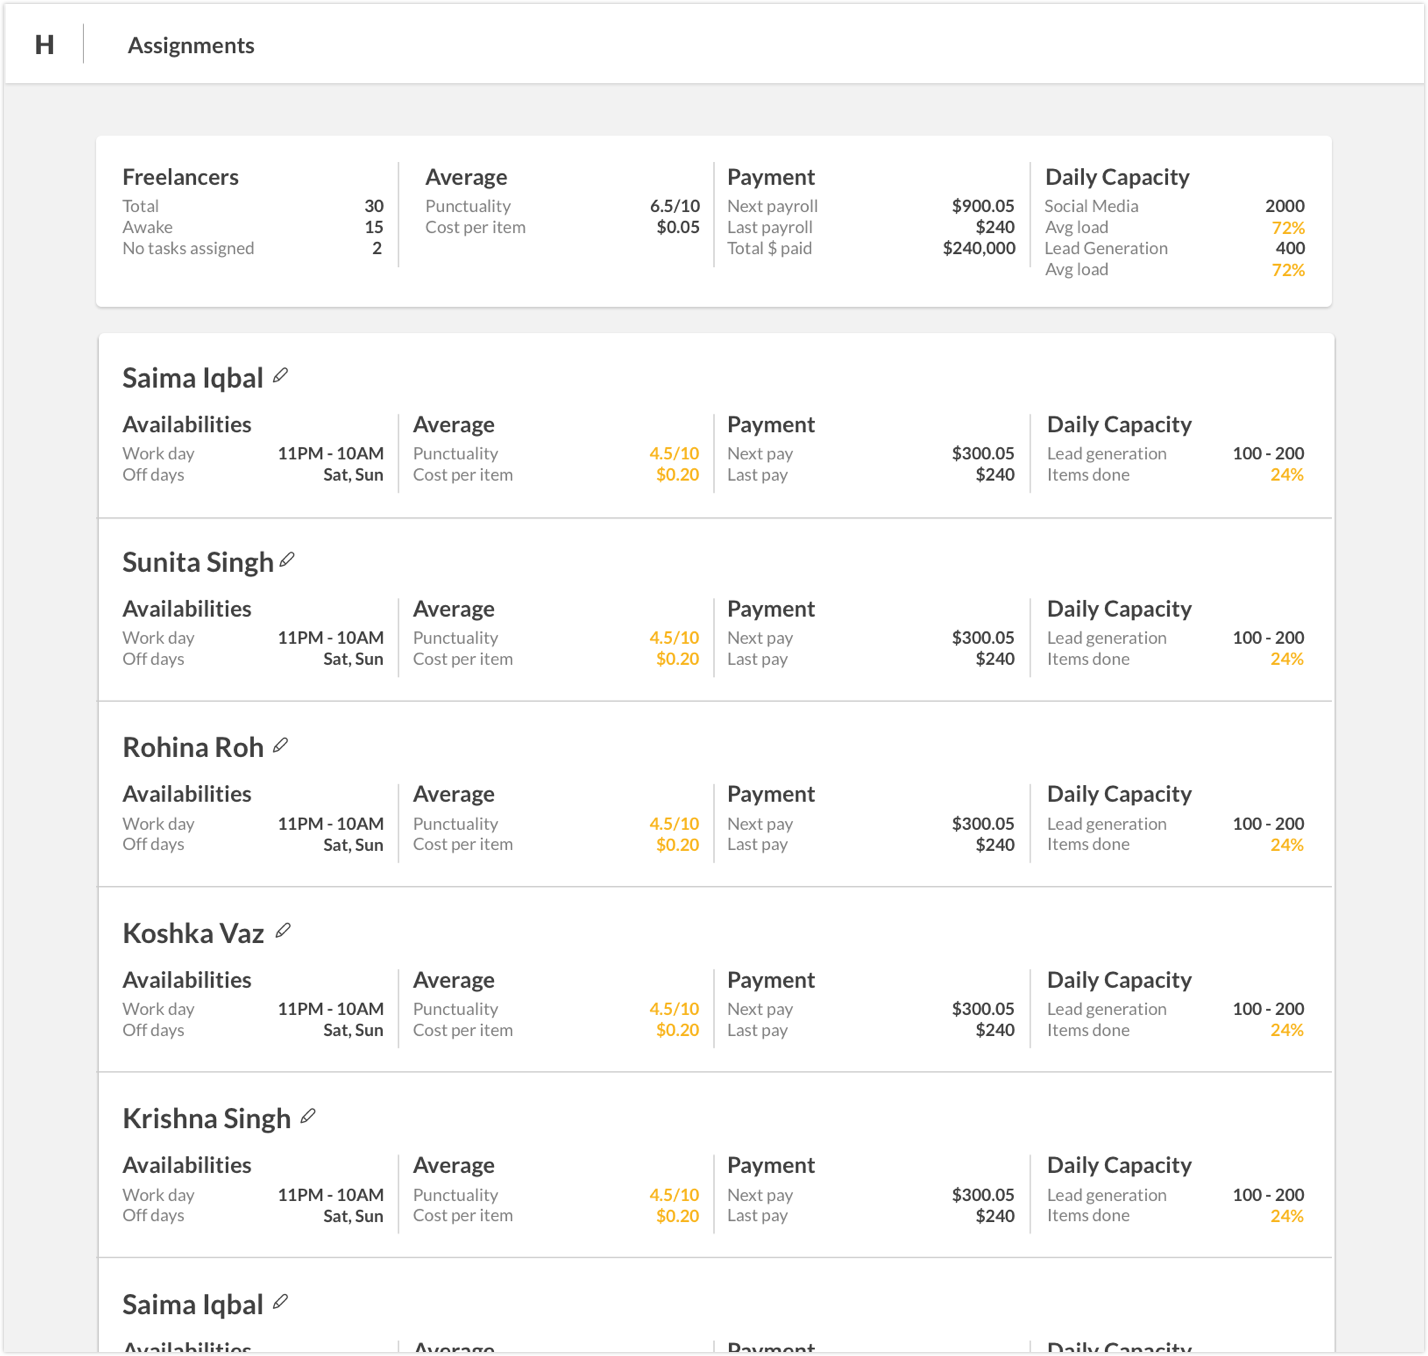 H Assignments
Freelancers Average Payment Daily Capacity
Total 30 Punctuality 6.5/10 Next payroll $900.05 Social Media 2000
Awake 15 Cost per item $0.05 Last payroll $240 Avg load 72%
No tasks assigned 2 Total $ paid $240,000 Lead Generation 400
Avg load 72%
Saima Iqbal
Availabilities Average Payment Daily Capacity
Work day 11PM - 10AM Punctuality 4.5/10 Next pay $300.05 Lead generation 100 - 200
Off days Sat, Sun Cost per item $0.20 Last pay $240 Items done 24%
Sunita Singh
Availabilities Average Payment Daily Capacity
Work day 11PM - 10AM Punctuality 4.5/10 Next pay $300.05 Lead generation 100 - 200
Off days Sat, Sun Cost per item $0.20 Last pay $240 Items done 24%
Rohina Roh
Availabilities Average Payment Daily Capacity
Work day 11PM - 10AM Punctuality 4.5/10 Next pay $300.05 Lead generation 100 - 200
Off days Sat, Sun Cost per item $0.20 Last pay $240 Items done 24%
Koshka Vaz
Availabilities Average Payment Daily Capacity
Work day 11PM - 10AM Punctuality 4.5/10 Next pay $300.05 Lead generation 100 - 200
Off days Sat, Sun Cost per item $0.20 Last pay $240 Items done 24%
Krishna Singh
Availabilities Average Payment Daily Capacity
Work day 11PM - 10AM Punctuality 4.5/10 Next pay $300.05 Lead generation 100 - 200
Off days Sat, Sun Cost per item $0.20 Last pay $240 Items done 24%
Saima Iqbal
Availabilities Average Payment Daily Capacity